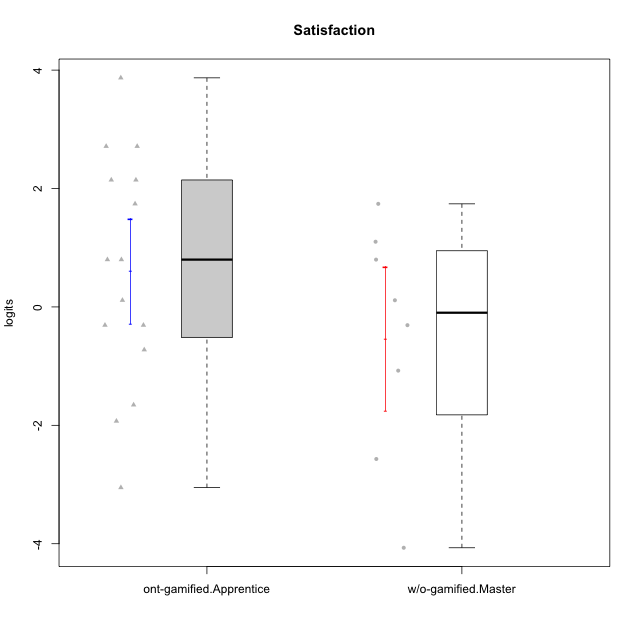 Satisfaction
logits
4
2
0
-2
-4
ont-gamified.Apprentice
w/o-gamified.Master